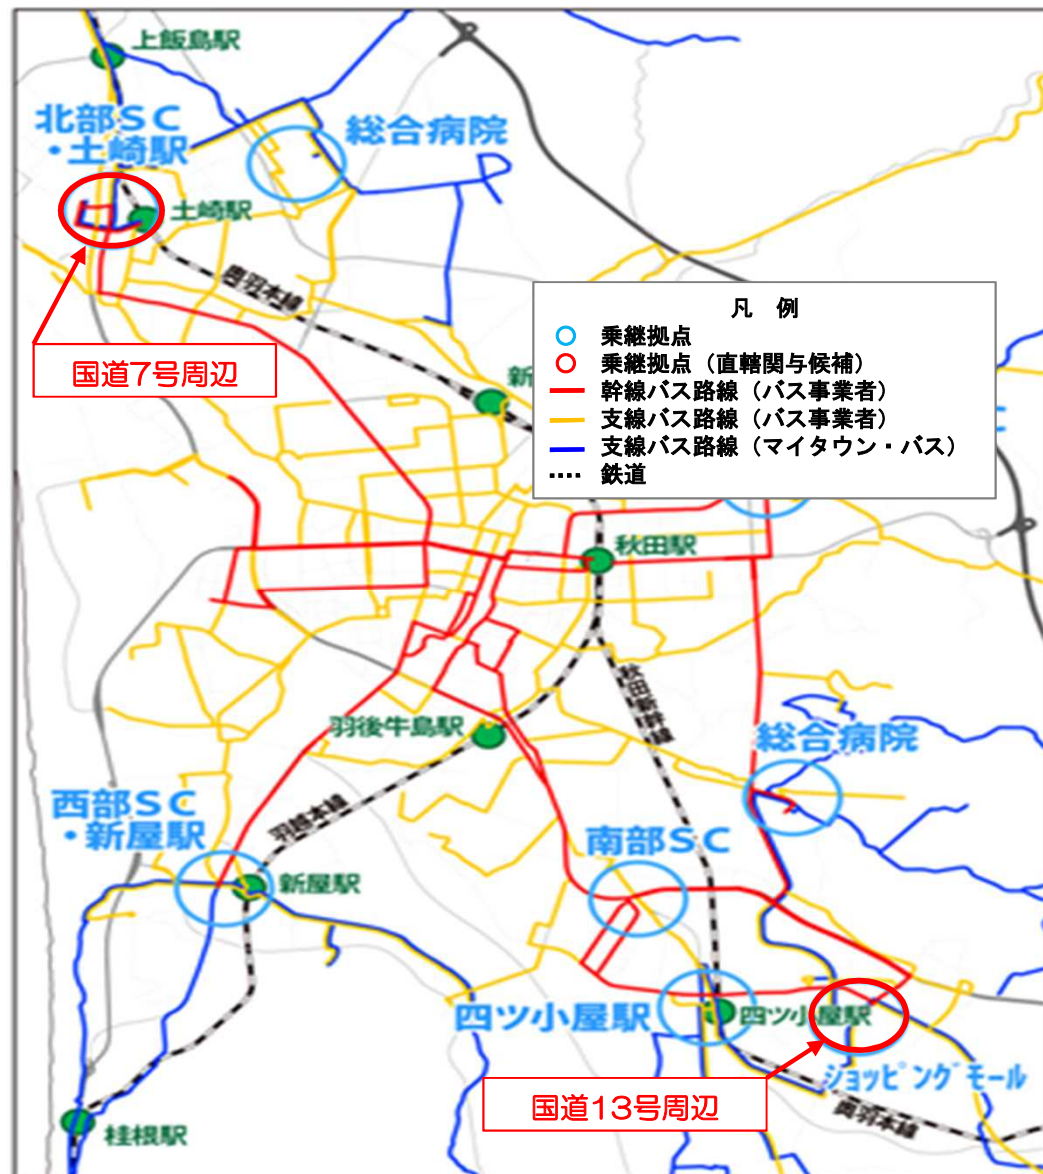 上飯島駅
北部SC
・土崎駅
総合病院
土崎駅
奥羽本線
国道7号周辺
新
凡 例
乗継拠点
乗継拠点（直轄関与候補）
幹線バス路線（バス事業者）
支線バス路線（バス事業者）
支線バス路線（マイタウン・バス）
鉄道
秋田駅
秋田新幹線
羽後牛島駅
総合病院
羽越本線
西部SC
・新屋駅
新屋駅
南部SC
四ツ小屋駅
四ツ小屋駅
ショッピングモール
国道13号周辺
奥羽本線
桂根駅